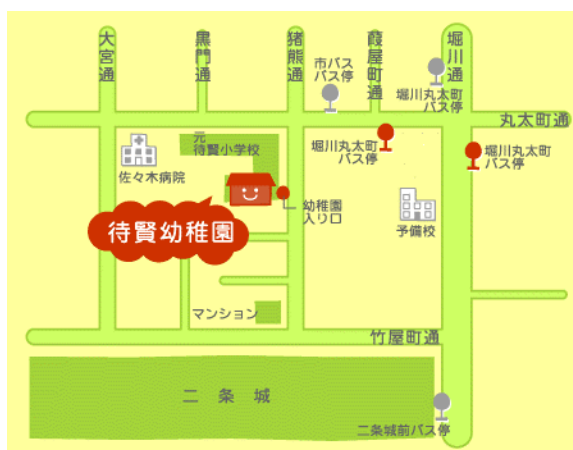 大宮通
黒門通
猪熊通
葭屋町通
堀川通
市バス
バス停
堀川丸太町
バス停
丸太町通
元
待賢小学校
堀川丸太町
バス停
堀川丸太町
バス停
佐々木病院
幼稚園
入り口
予備校
待賢幼稚園
マンション
竹屋町通
二条城
二条城前バス停